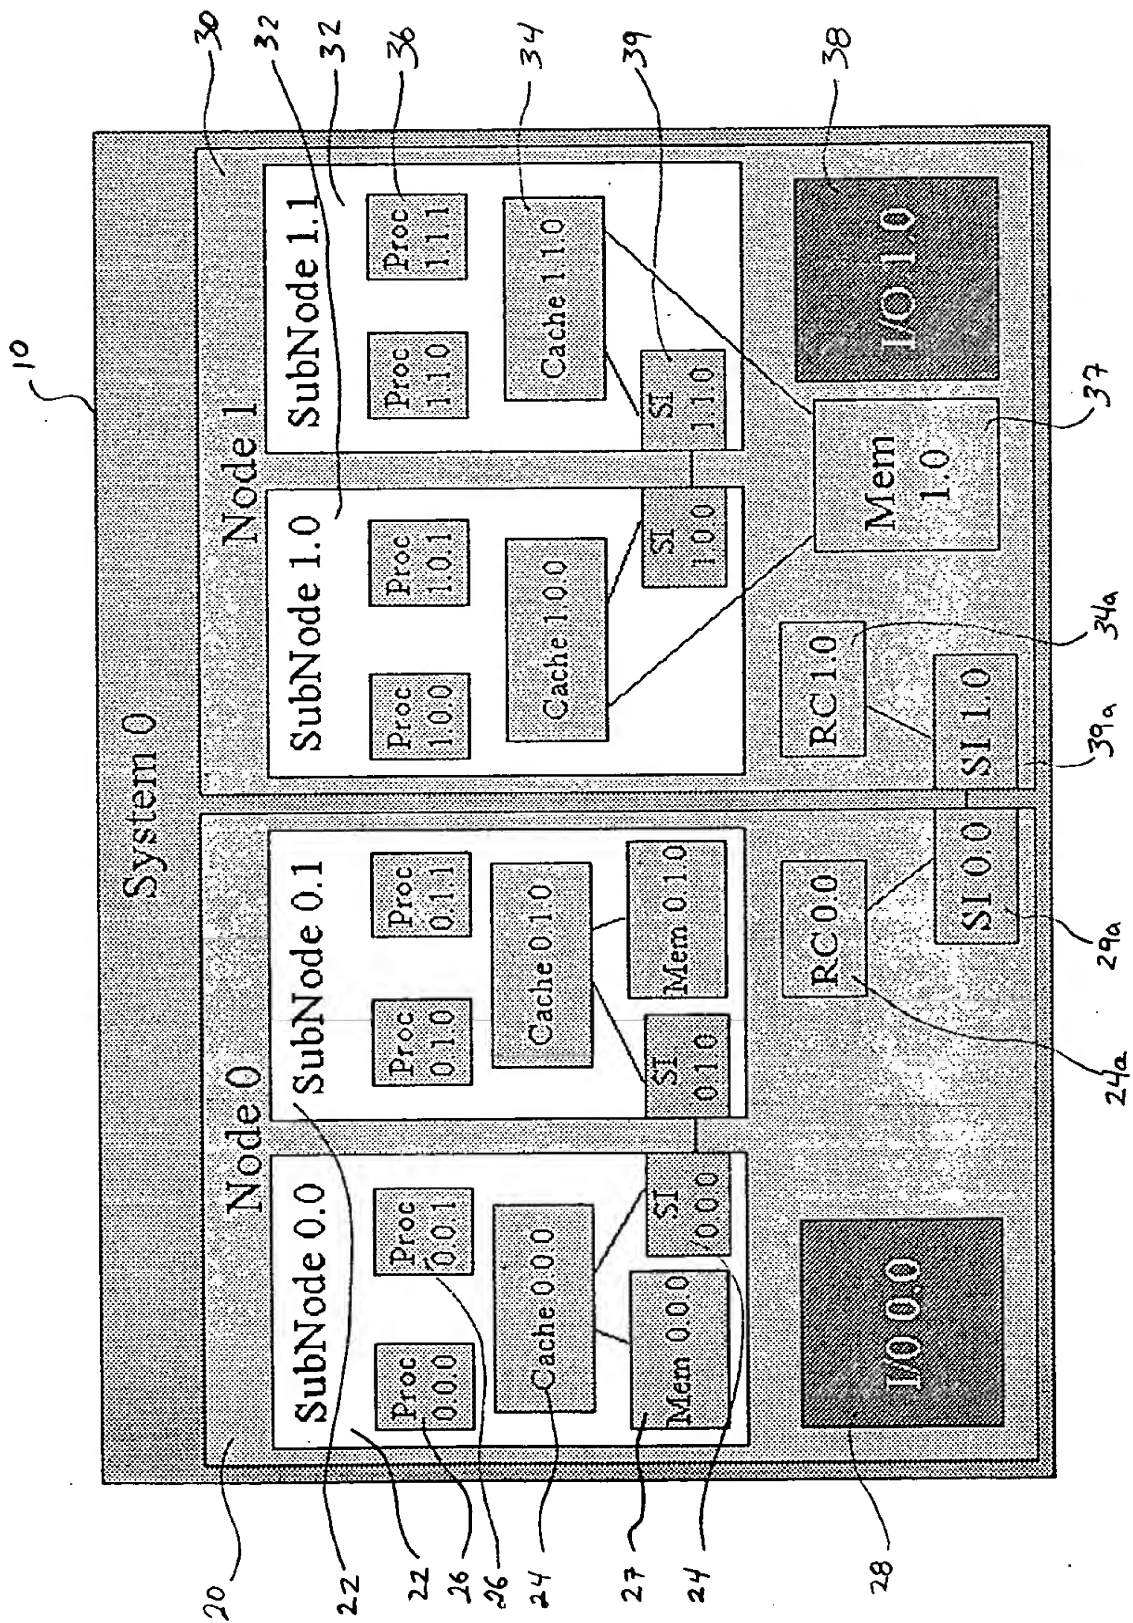 10
System 0
Node 0
Node 1
SubNode 0.0
SubNode 0.1
SubNode 1.0
SubNode 1.1
Proc
0.0.0
Proc
0.0.1
Proc
0.1.0
Proc
0.1.1
Proc
1.0.0
Proc
1.0.1
Proc
1.1.0
Proc
1.1.1
Cache 0.0.0
Cache 0.1.0
Cache 1.0.0
Cache 1.1.0
Mem 0.0.0
SI
0.0.0
SI
0.1.0
Mem 0.1.0
SI
1.0.0
SI
1.1.0
I/O 0.0
RC 0.0
RC 1.0
Mem
1.0
I/O 1.0
SI 0.0
SI 1.0
20
22
22
26
26
24
27
24
28
30
32
32
36
34
39
38
24a
29a
39a
34a
37